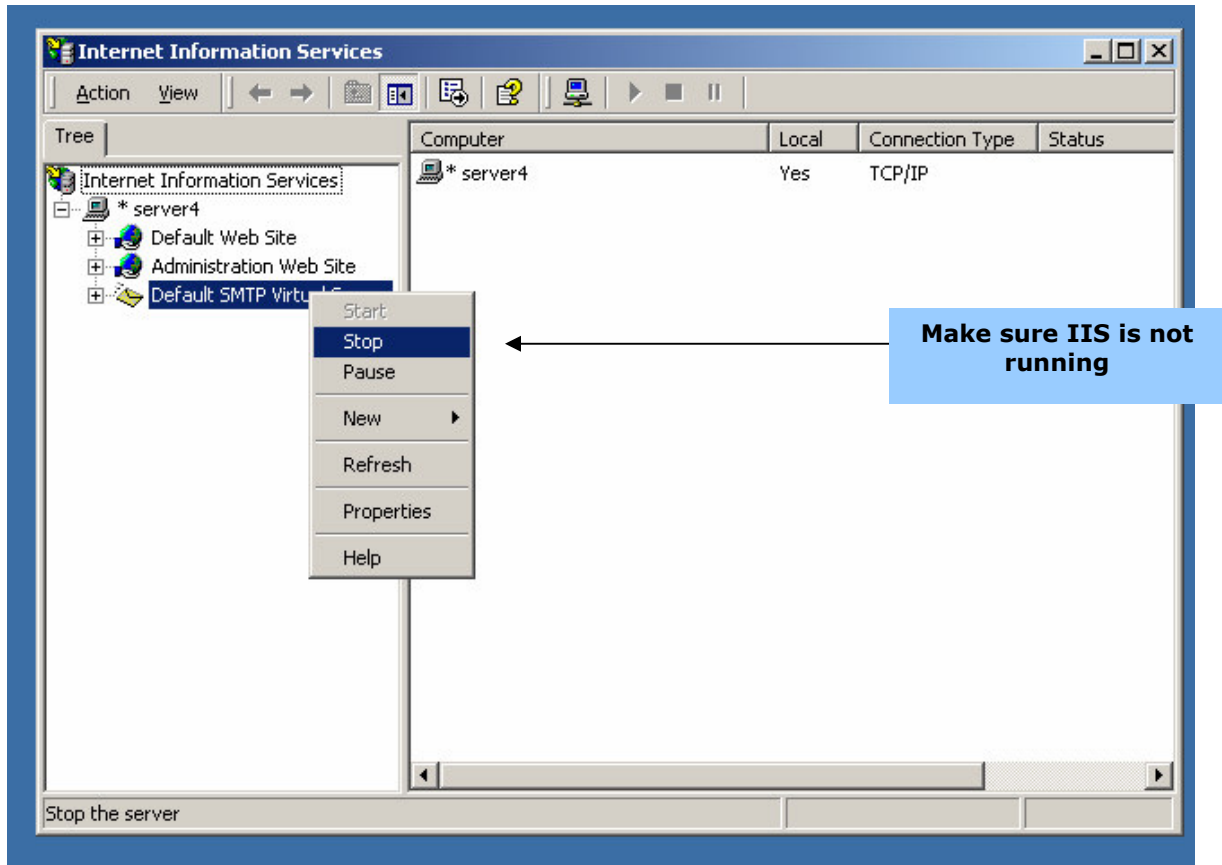 Internet Information Services
Action View
Tree
Computer Local Connection Type Status
Internet Information Services
* server4 Yes TCP/IP
* server4
Default Web Site
Administration Web Site
Default SMTP Virtu
Start
Stop
Pause
New
Refresh
Properties
Help
Make sure IIS is not
running
Stop the server